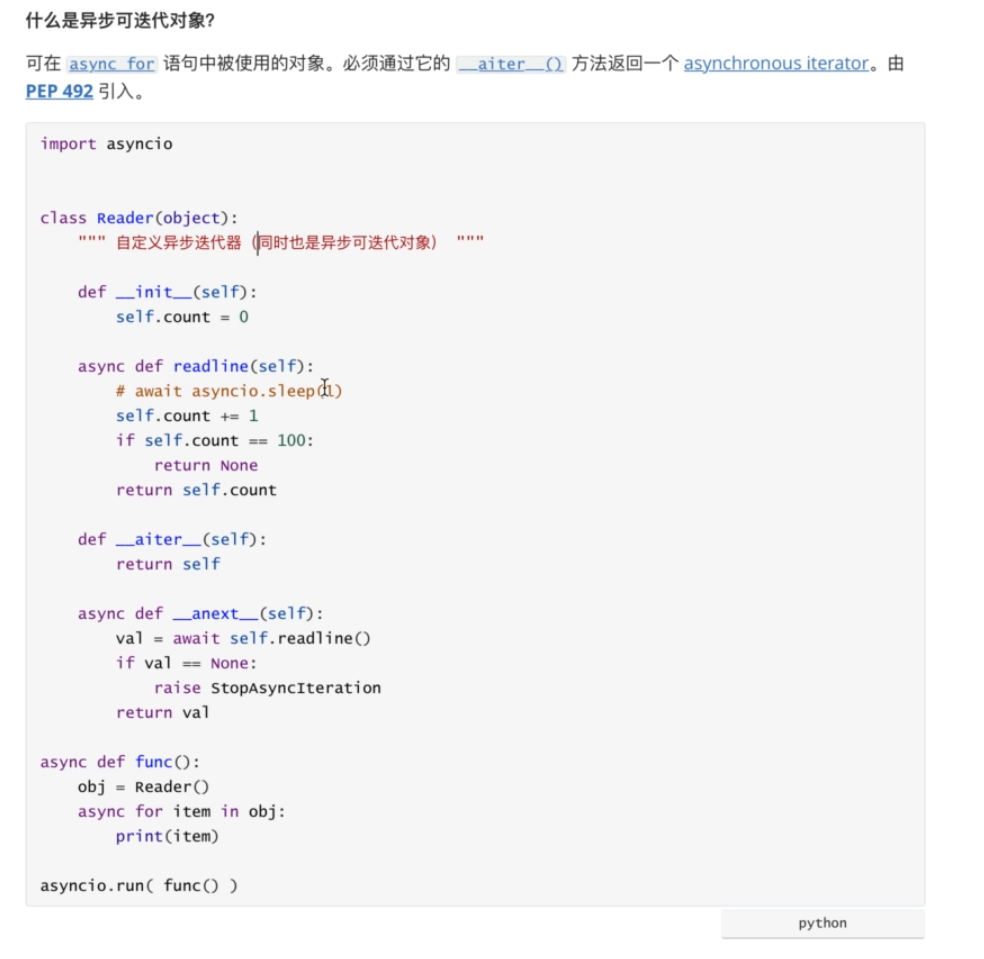 什么是异步可迭代对象?
可在 async for 语句中被使用的对象。必须通过它的 __aiter__() 方法返回一个 asynchronous iterator。由
PEP 492 引入。
import asyncio
class Reader(object):
    """ 自定义异步迭代器（同时也是异步可迭代对象） """
    def __init__(self):
        self.count = 0
    async def readline(self):
        # await asyncio.sleep(1)
        self.count += 1
        if self.count == 100:
            return None
        return self.count
    def __aiter__(self):
        return self
    async def __anext__(self):
        val = await self.readline()
        if val == None:
            raise StopAsyncIteration
        return val
async def func():
    obj = Reader()
    async for item in obj:
        print(item)
asyncio.run( func() )
python